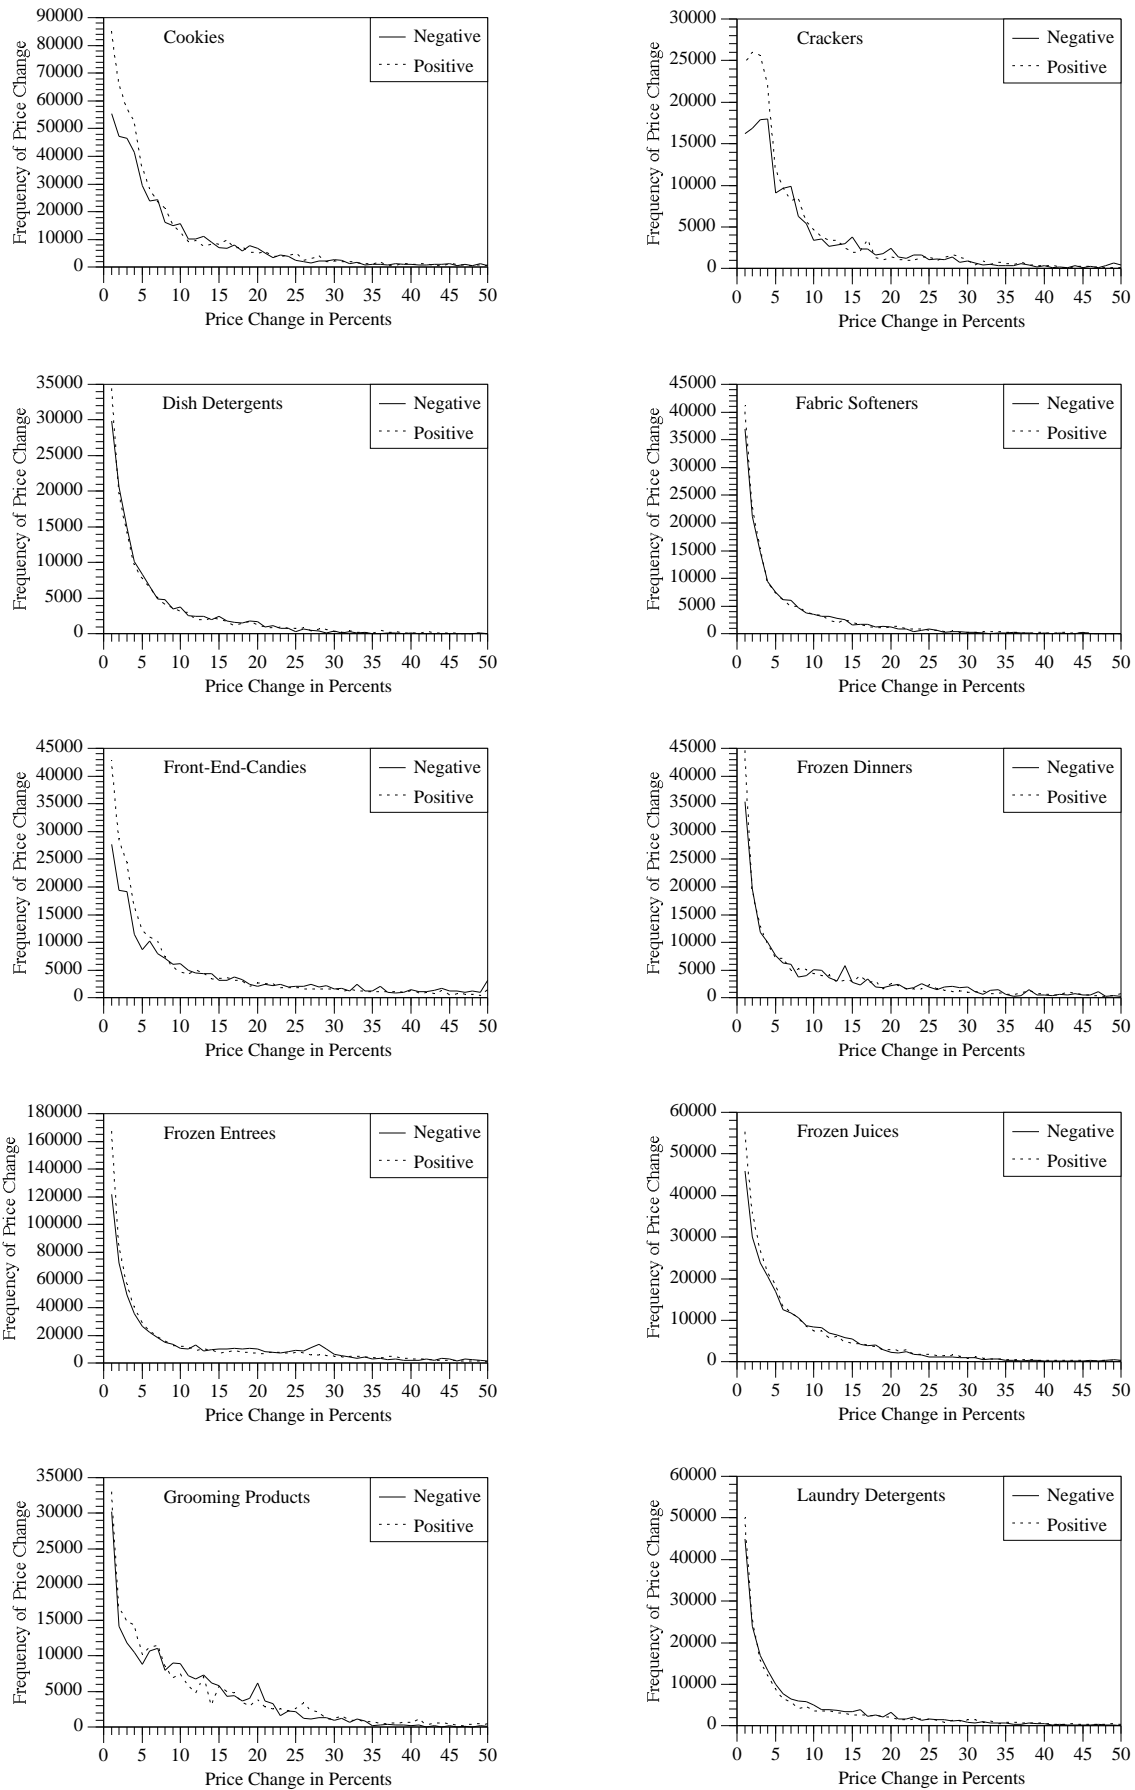 Cookies
Negative
Positive
Frequency of Price Change
90000
80000
70000
60000
50000
40000
30000
20000
10000
0
0 5 10 15 20 25 30 35 40 45 50
Price Change in Percents
Crackers
Negative
Positive
Frequency of Price Change
30000
25000
20000
15000
10000
5000
0
0 5 10 15 20 25 30 35 40 45 50
Price Change in Percents
Dish Detergents
Negative
Positive
Frequency of Price Change
35000
30000
25000
20000
15000
10000
5000
0
0 5 10 15 20 25 30 35 40 45 50
Price Change in Percents
Fabric Softeners
Negative
Positive
Frequency of Price Change
45000
40000
35000
30000
25000
20000
15000
10000
5000
0
0 5 10 15 20 25 30 35 40 45 50
Price Change in Percents
Front-End-Candies
Negative
Positive
Frequency of Price Change
45000
40000
35000
30000
25000
20000
15000
10000
5000
0
0 5 10 15 20 25 30 35 40 45 50
Price Change in Percents
Frozen Dinners
Negative
Positive
Frequency of Price Change
45000
40000
35000
30000
25000
20000
15000
10000
5000
0
0 5 10 15 20 25 30 35 40 45 50
Price Change in Percents
Frozen Entrees
Negative
Positive
Frequency of Price Change
180000
160000
140000
120000
100000
80000
60000
40000
20000
0
0 5 10 15 20 25 30 35 40 45 50
Price Change in Percents
Frozen Juices
Negative
Positive
Frequency of Price Change
60000
50000
40000
30000
20000
10000
0
0 5 10 15 20 25 30 35 40 45 50
Price Change in Percents
Grooming Products
Negative
Positive
Frequency of Price Change
35000
30000
25000
20000
15000
10000
5000
0
0 5 10 15 20 25 30 35 40 45 50
Price Change in Percents
Laundry Detergents
Negative
Positive
Frequency of Price Change
60000
50000
40000
30000
20000
10000
0
0 5 10 15 20 25 30 35 40 45 50
Price Change in Percents